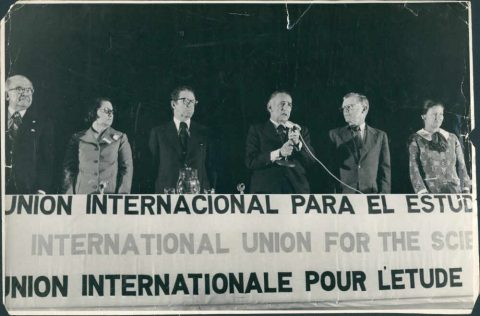 UNION INTERNACIONAL PARA EL ESTUD
INTERNATIONAL UNION FOR THE SCIE
UNION INTERNATIONALE POUR L'ETUDE